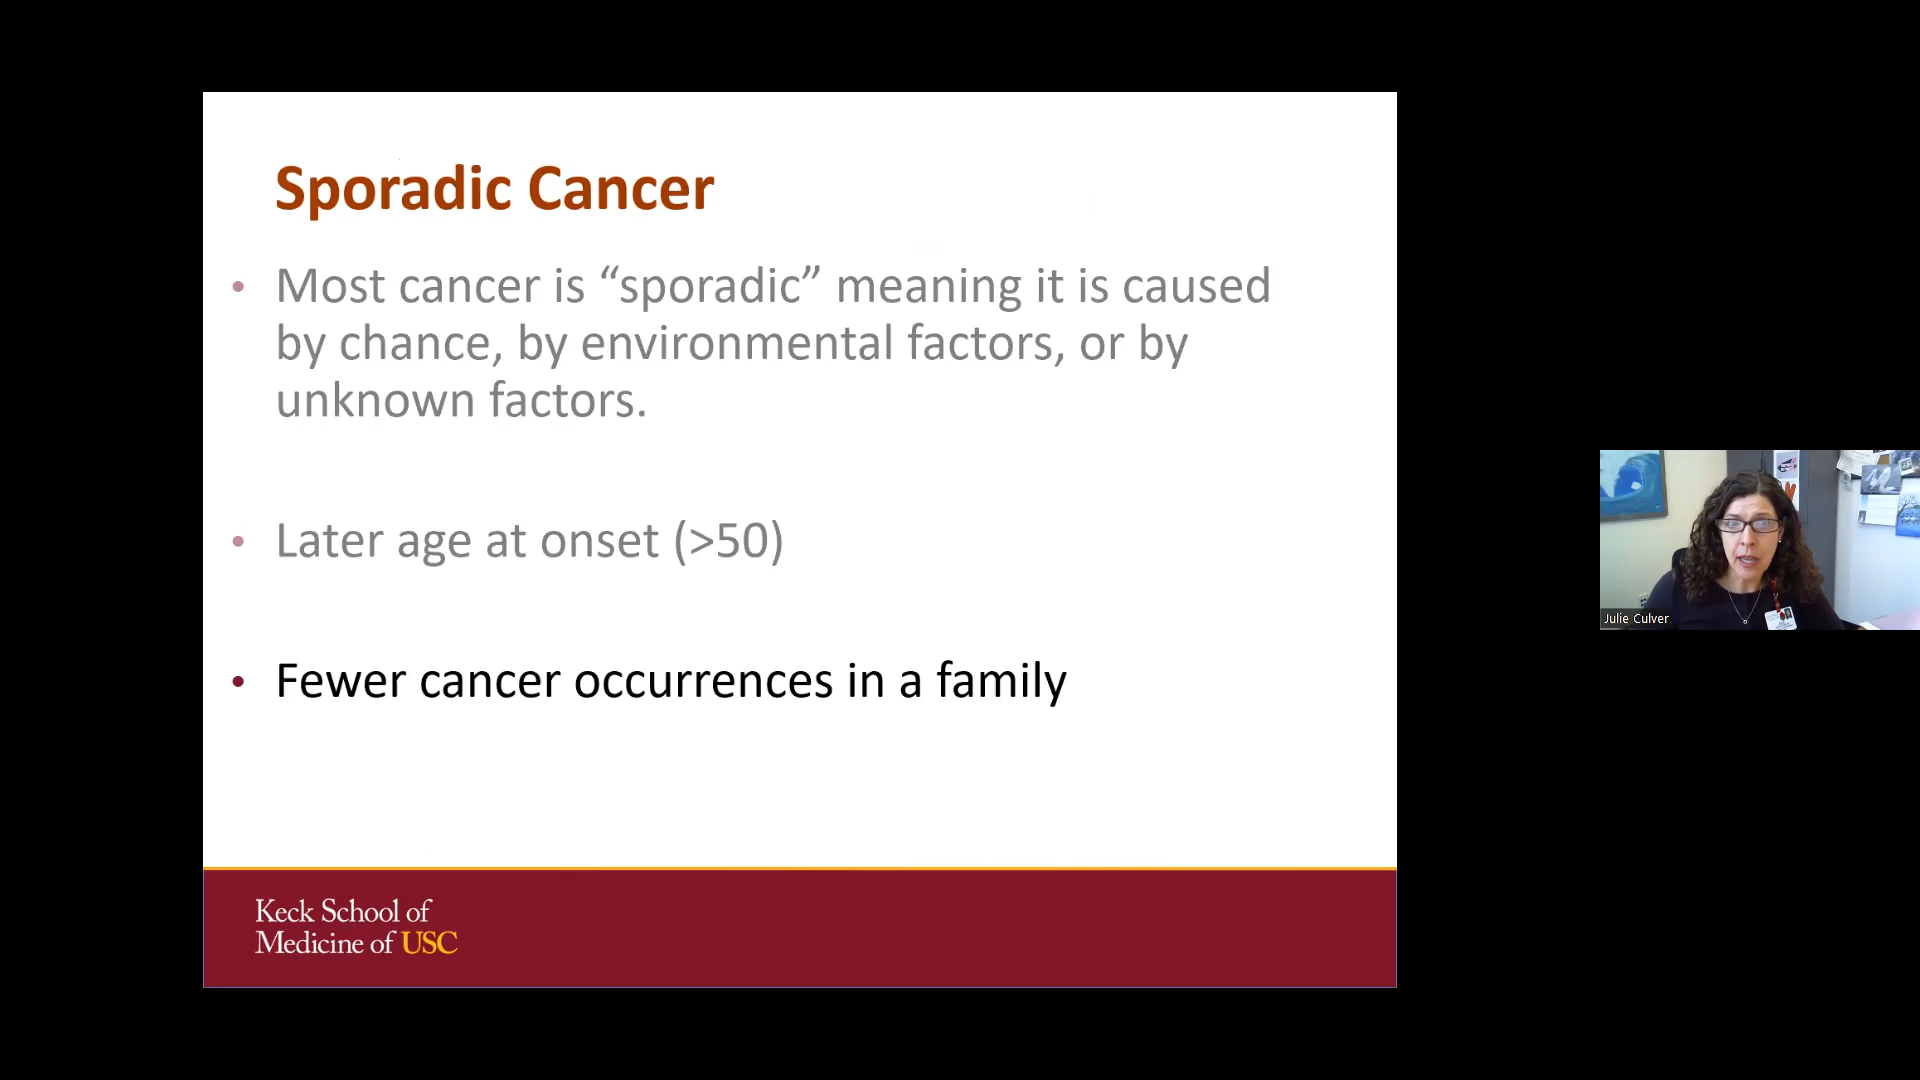 Sporadic Cancer
• Most cancer is “sporadic” meaning it is caused
by chance, by environmental factors, or by
unknown factors.
• Later age at onset (>50)
• Fewer cancer occurrences in a family
Keck School of
Medicine of USC
Julie Culver